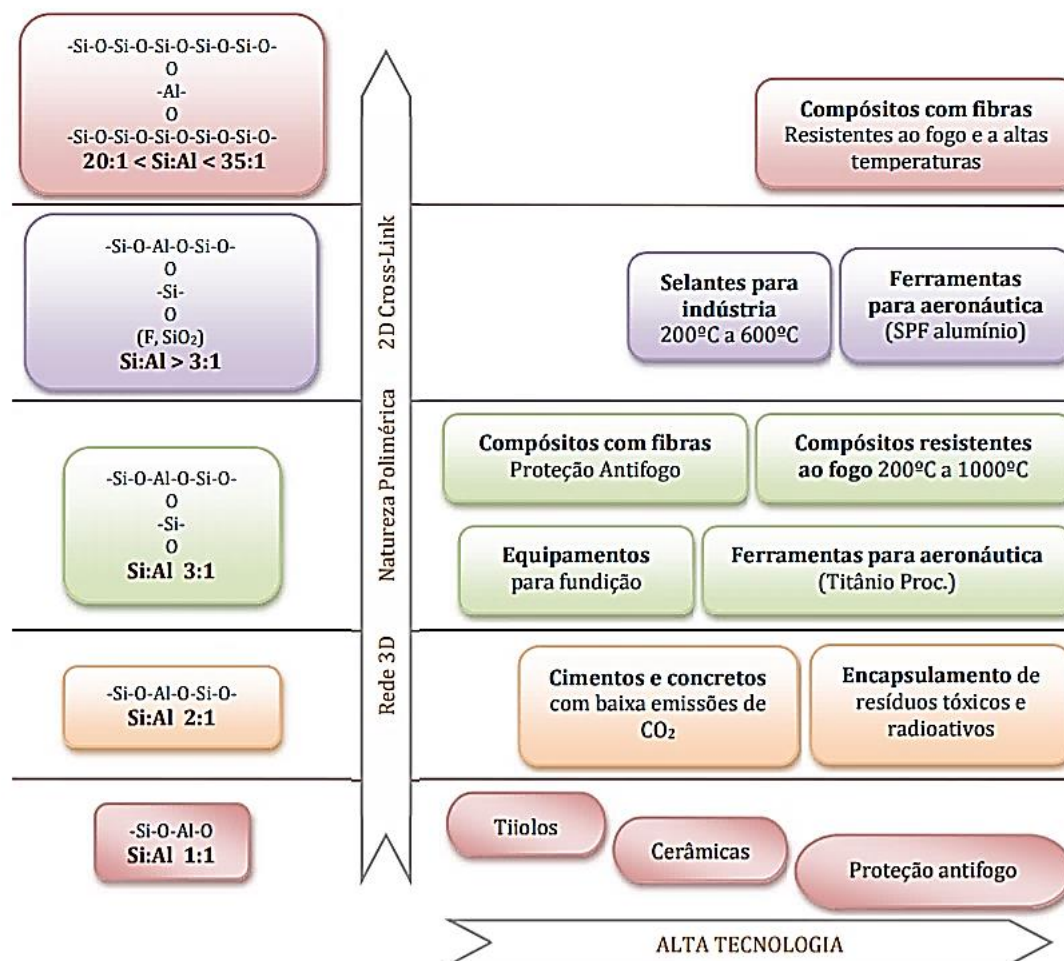 -Si-O-Si-O-Si-O-Si-O-Si-O-
O
-Al-
O
-Si-O-Si-O-Si-O-Si-O-Si-O-
20:1 < Si:Al < 35:1
Compósitos com fibras
Resistentes ao fogo e a altas
temperaturas
-Si-O-Al-O-Si-O-
O
-Si-
O
(F, SiO₂)
Si:Al > 3:1
Selantes para
indústria
200ºC a 600ºC
Ferramentas
para aeronáutica
(SPF alumínio)
-Si-O-Al-O-Si-O-
O
-Si-
O
Si:Al 3:1
Compósitos com fibras
Proteção Antifogo
Compósitos resistentes
ao fogo 200ºC a 1000ºC
Equipamentos
para fundição
Ferramentas para aeronáutica
(Titânio Proc.)
-Si-O-Al-O-Si-O-
Si:Al 2:1
Cimentos e concretos
com baixa emissões de
CO₂
Encapsulamento de
resíduos tóxicos e
radioativos
-Si-O-Al-O
Si:Al 1:1
Tiiolos
Cerâmicas
Proteção antifogo
Rede 3D Natureza Polimérica 2D Cross-Link
ALTA TECNOLOGIA